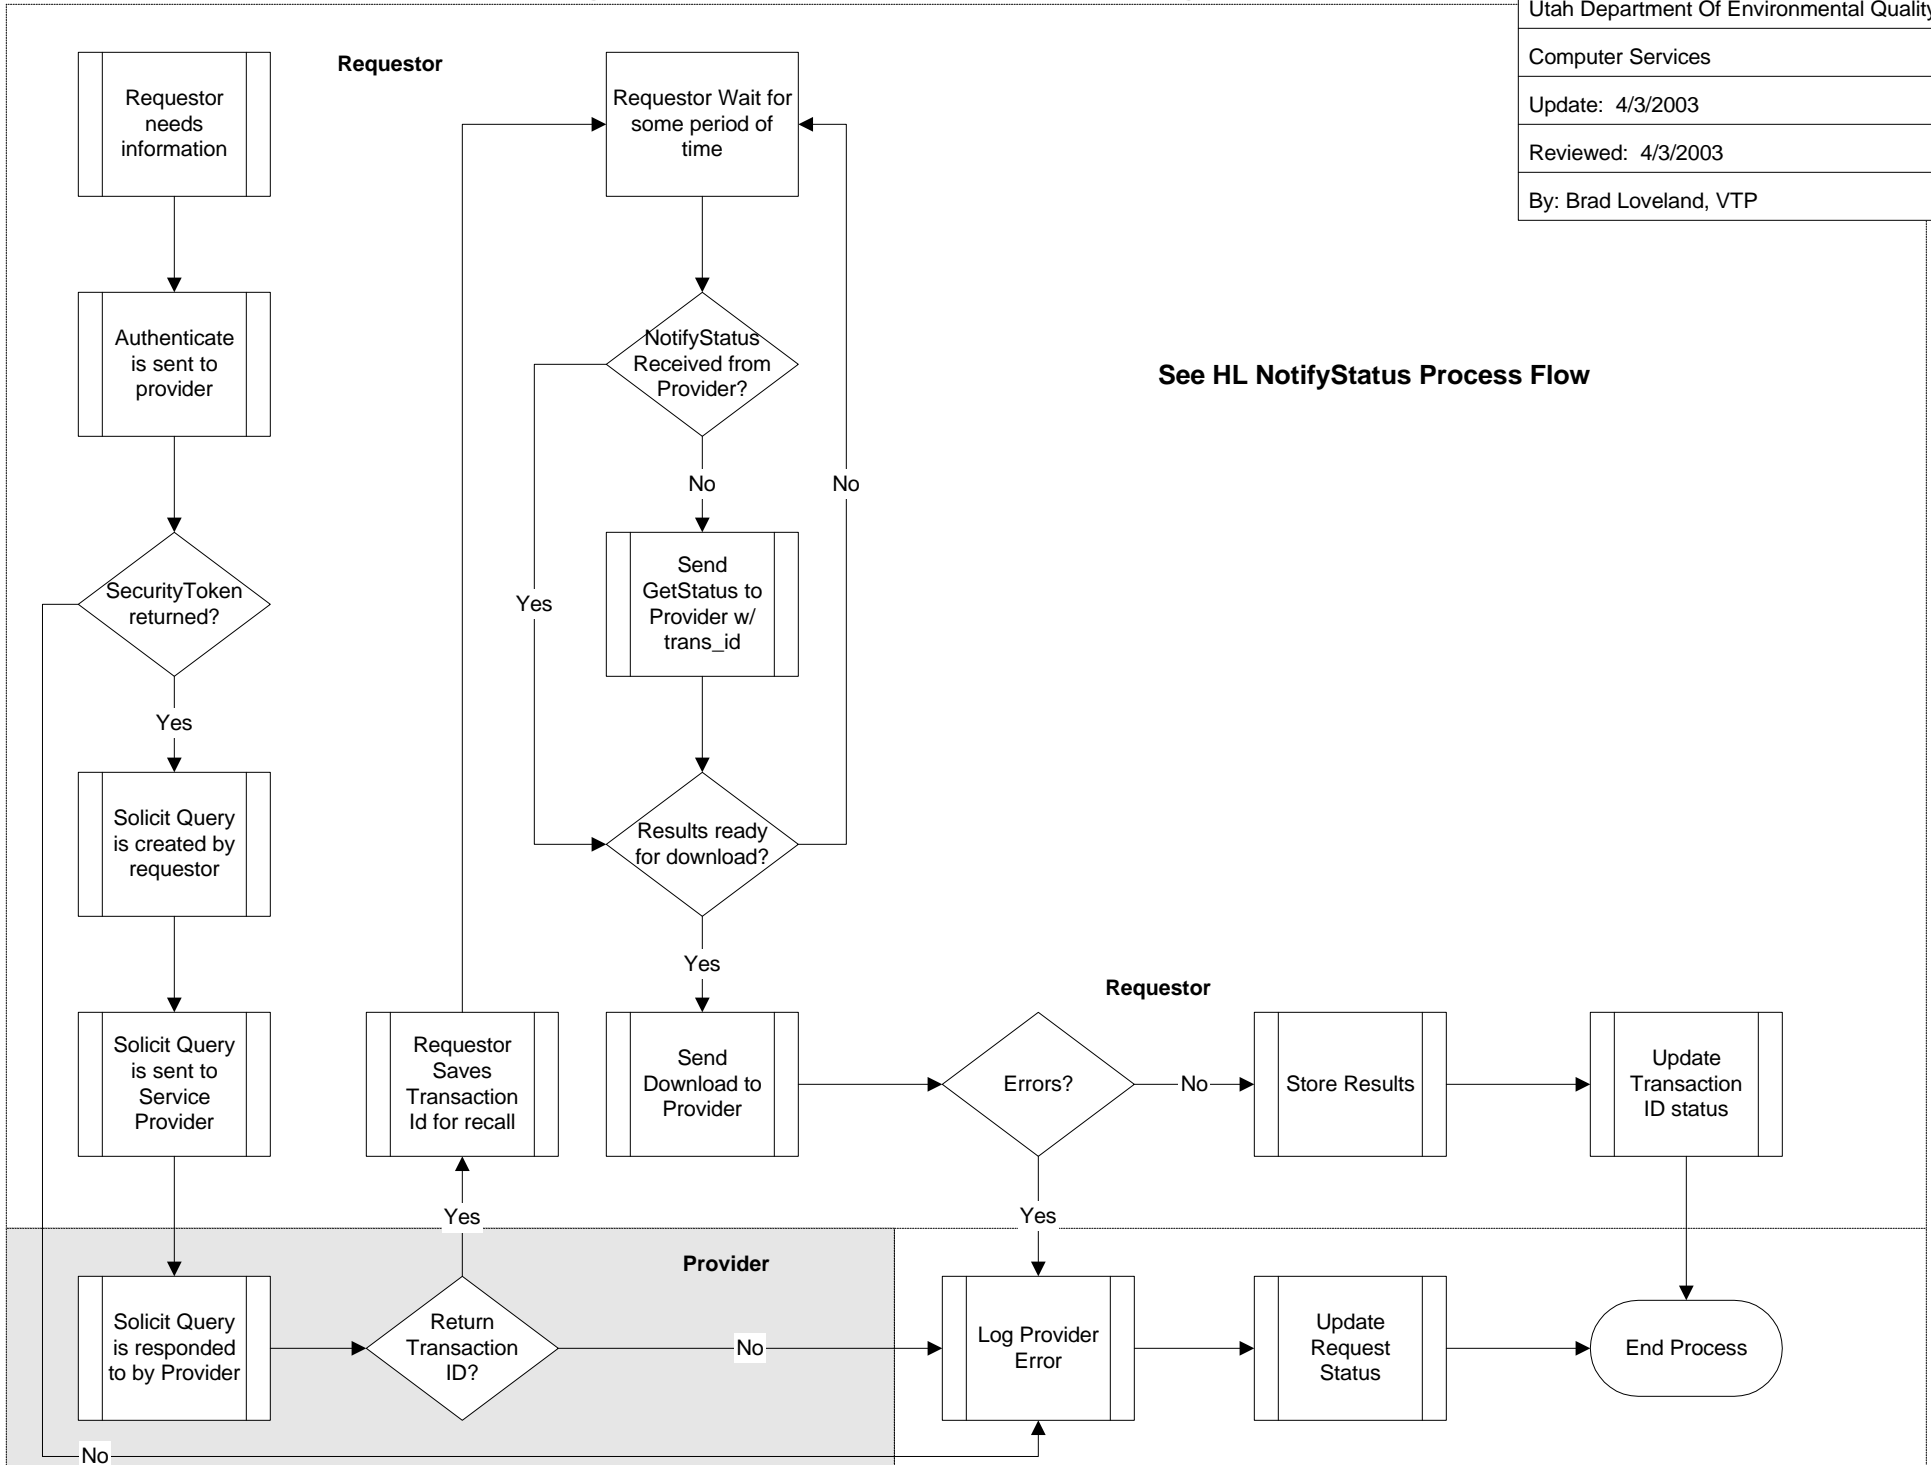 Utah Department Of Environmental Quality
Computer Services
Update: 4/3/2003
Reviewed: 4/3/2003
By: Brad Loveland, VTP
Requestor
Requestor
needs
information
Authenticate
is sent to
provider
SecurityToken
returned?
Yes
Solicit Query
is created by
requestor
Solicit Query
is sent to
Service
Provider
Requestor
Saves
Transaction
Id for recall
Yes
Requestor Wait for
some period of
time
NotifyStatus
Received from
Provider?
No
No
Yes
Send
GetStatus to
Provider w/
trans_id
Results ready
for download?
Yes
Send
Download to
Provider
See HL NotifyStatus Process Flow
Requestor
Errors?
No
Store Results
Update
Transaction
ID status
Yes
Provider
Solicit Query
is responded
to by Provider
Return
Transaction
ID?
No
Log Provider
Error
Update
Request
Status
End Process
No